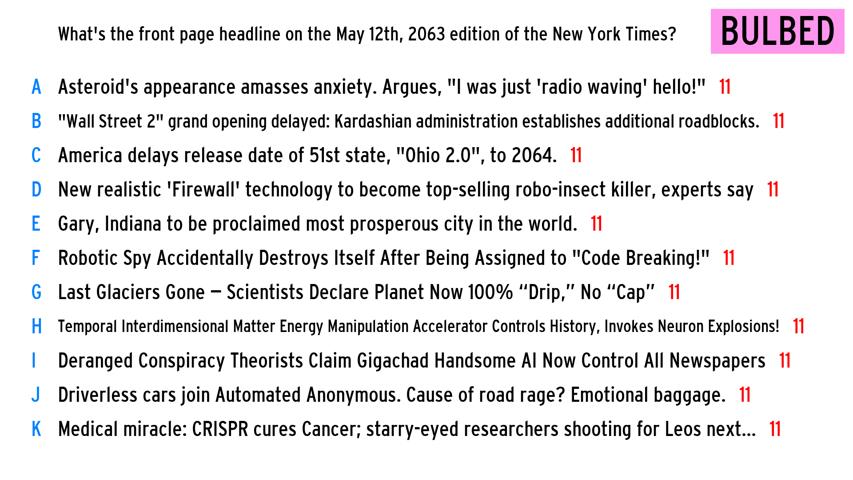 What's the front page headline on the May 12th, 2063 edition of the New York Times?
BULBED
A Asteroid's appearance amasses anxiety. Argues, "I was just 'radio waving' hello!" 11
B "Wall Street 2" grand opening delayed: Kardashian administration establishes additional roadblocks. 11
C America delays release date of 51st state, "Ohio 2.0", to 2064. 11
D New realistic 'Firewall' technology to become top-selling robo-insect killer, experts say 11
E Gary, Indiana to be proclaimed most prosperous city in the world. 11
F Robotic Spy Accidentally Destroys Itself After Being Assigned to "Code Breaking!" 11
G Last Glaciers Gone – Scientists Declare Planet Now 100% “Drip,” No “Cap” 11
H Temporal Interdimensional Matter Energy Manipulation Accelerator Controls History, Invokes Neuron Explosions! 11
I Deranged Conspiracy Theorists Claim Gigachad Handsome AI Now Control All Newspapers 11
J Driverless cars join Automated Anonymous. Cause of road rage? Emotional baggage. 11
K Medical miracle: CRISPR cures Cancer; starry-eyed researchers shooting for Leos next... 11